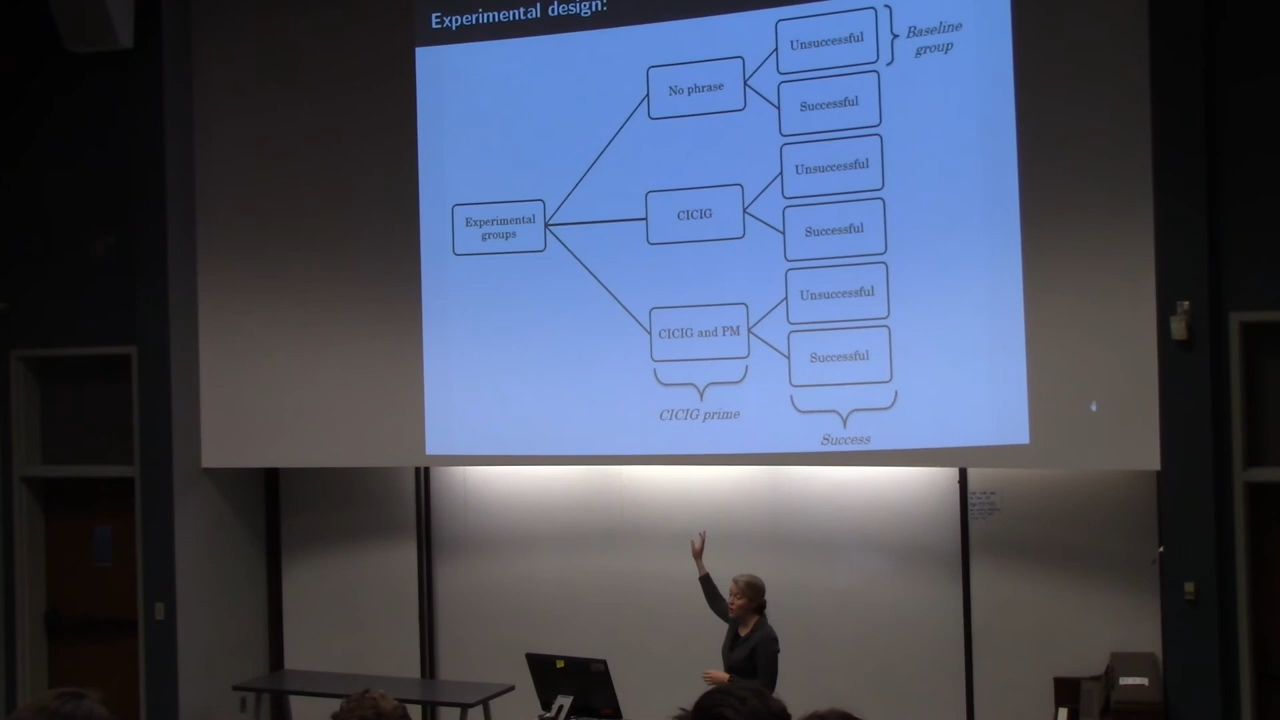 Experimental design:
Unsuccessful
Baseline
group
No phrase
Successful
Unsuccessful
Experimental
groups
CICIG
Successful
Unsuccessful
CICIG and PM
Successful
CICIG prime
Success